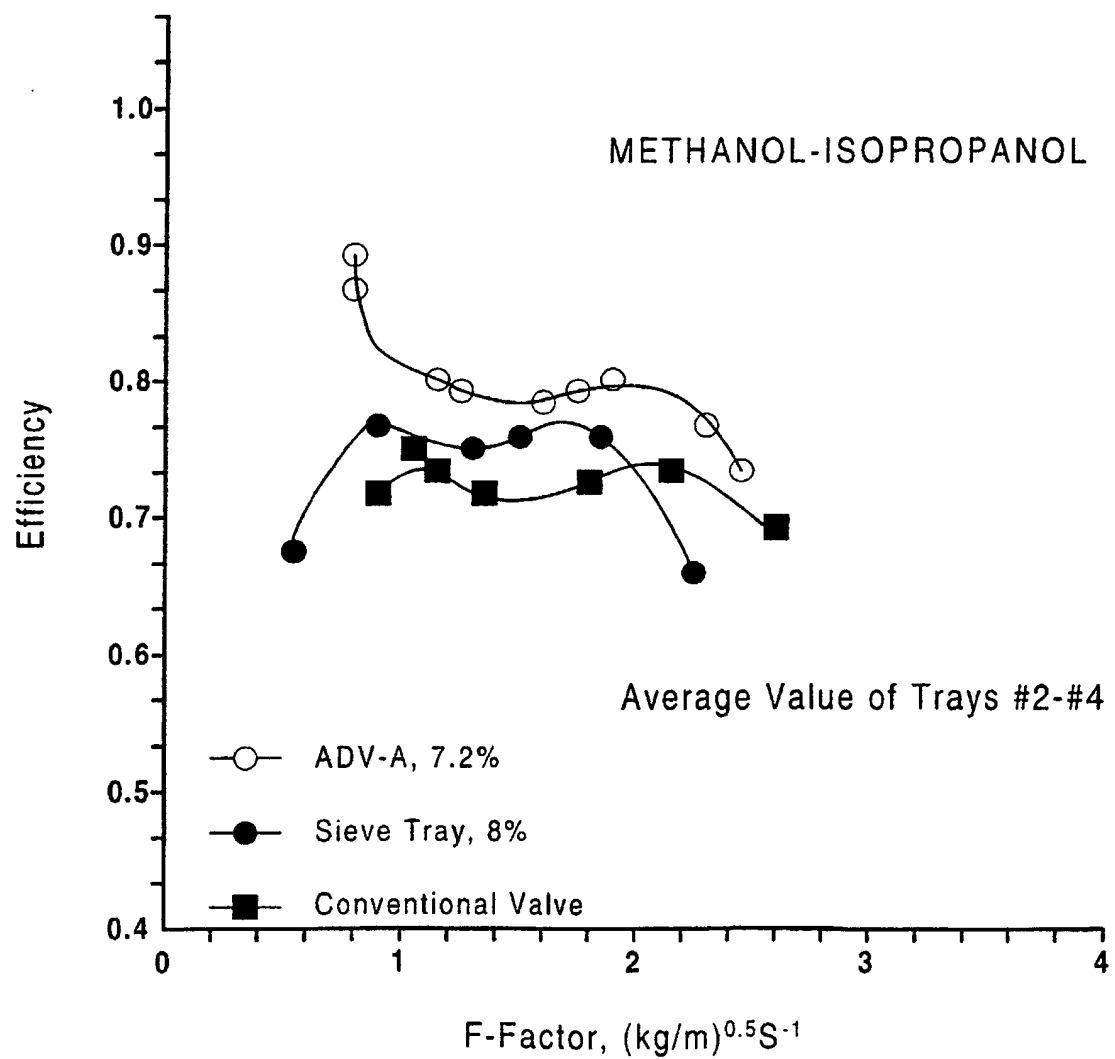 1.0
METHANOL-ISOPROPANOL
0.9
0.8
Efficiency
0.7
0.6
Average Value of Trays #2-#4
ADV-A, 7.2%
0.5
Sieve Tray, 8%
Conventional Valve
0.4
0 1 2 3 4
F-Factor, (kg/m)^0.5S^-1